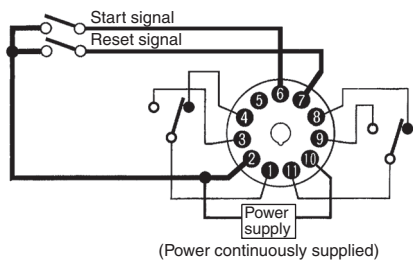 Start signal
Reset signal
6
5 7
4 8
3 9
2 10
1 11
Power
supply
(Power continuously supplied)